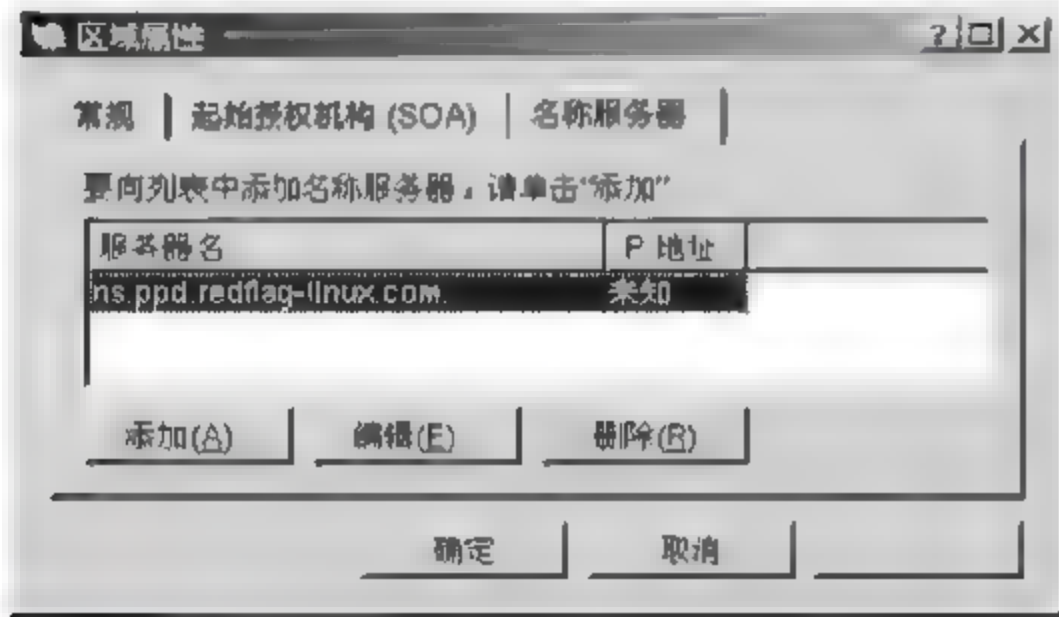 区域属性
常规 起始授权机构 (SOA) 名称服务器
要向列表中添加名称服务器，请单击“添加”
服务器名 P 地址
ns.ppd.redflag-linux.com. 未知
添加(A) 编辑(E) 删除(R)
确定 取消